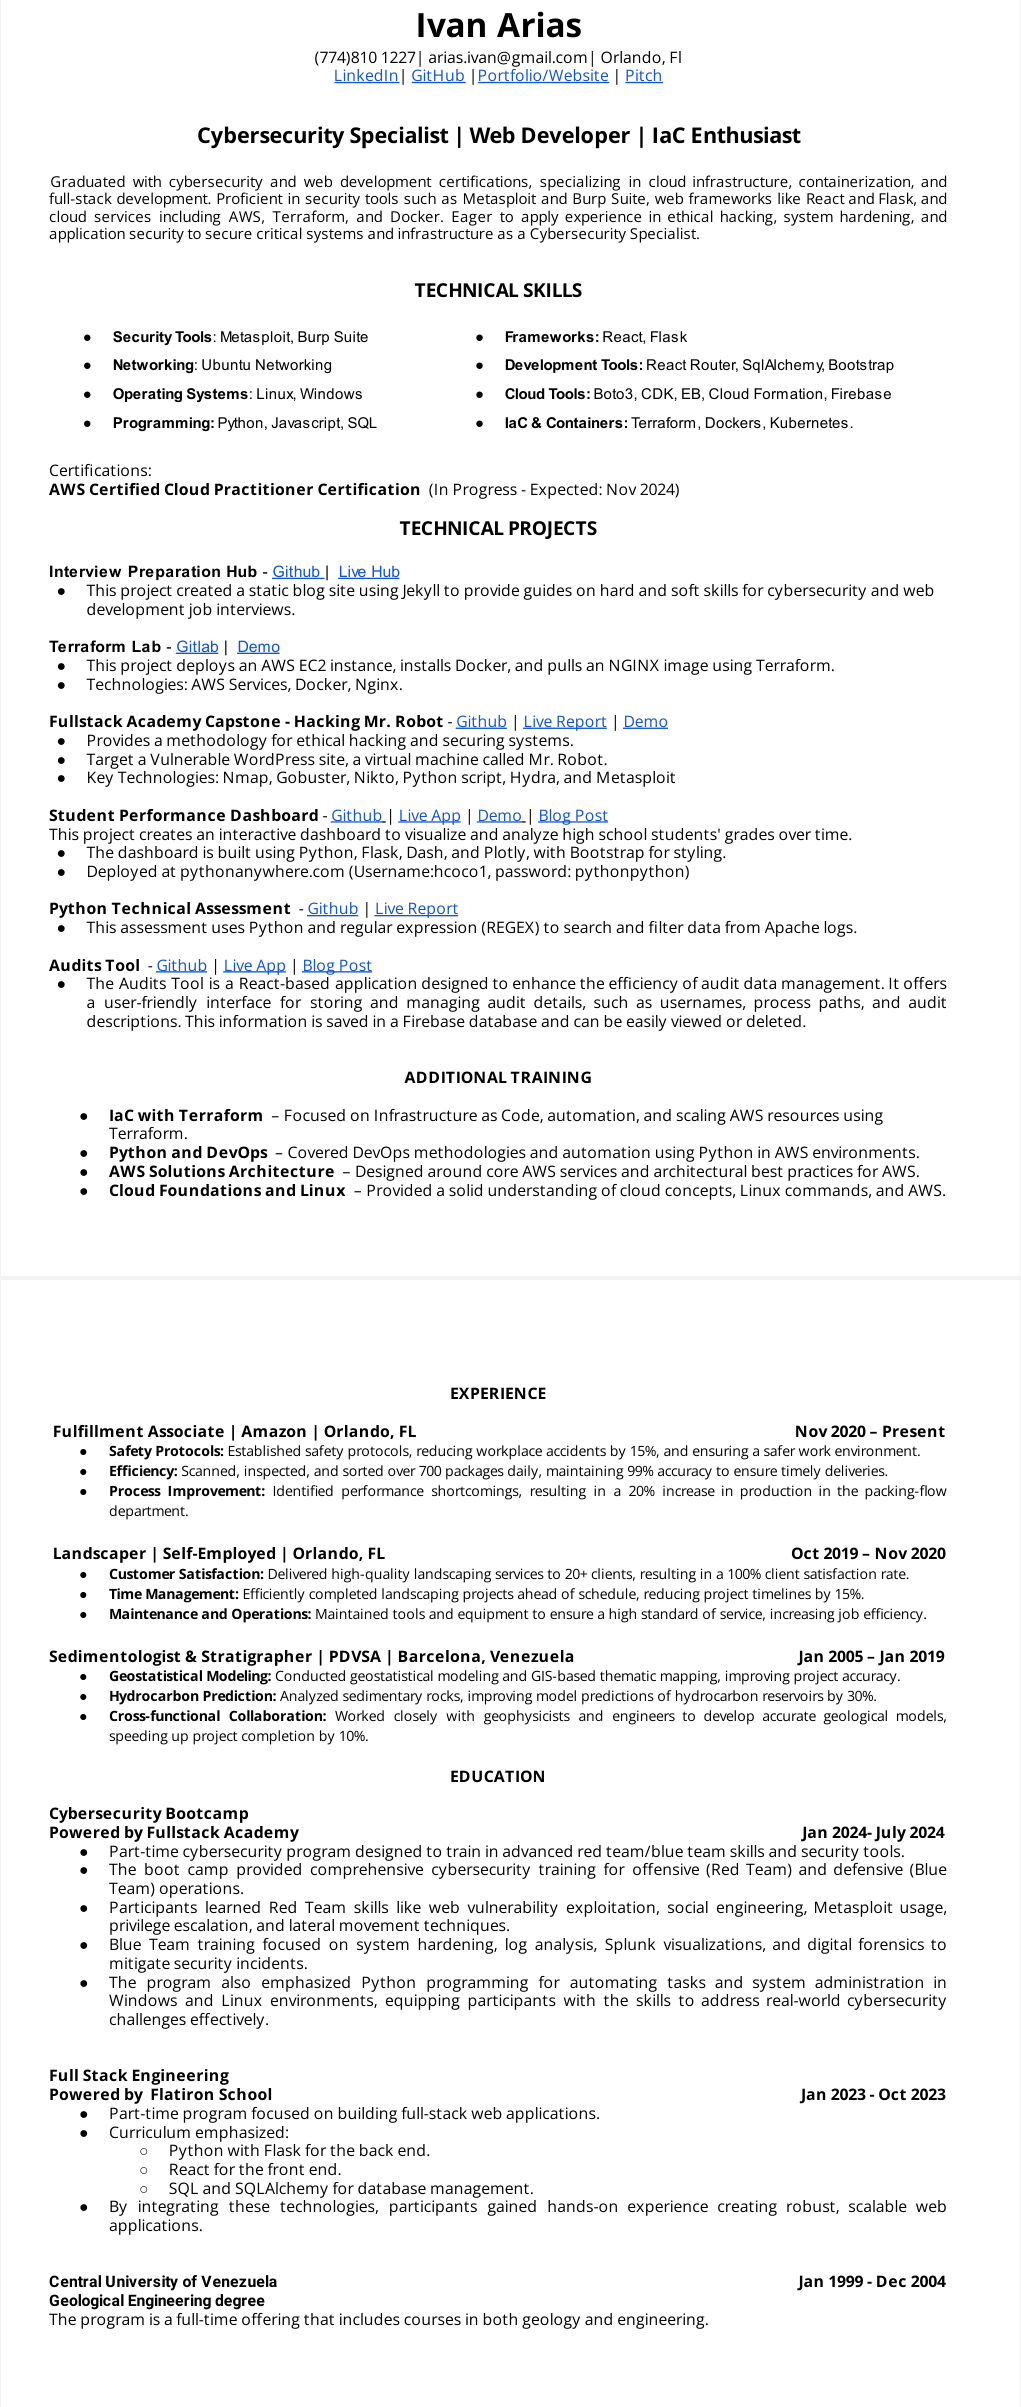 Ivan Arias
(774)810 1227| arias.ivan@gmail.com| Orlando, Fl
LinkedIn| GitHub |Portfolio/Website | Pitch
Cybersecurity Specialist | Web Developer | IaC Enthusiast
Graduated with cybersecurity and web development certifications, specializing in cloud infrastructure, containerization, and
full-stack development. Proficient in security tools such as Metasploit and Burp Suite, web frameworks like React and Flask, and
cloud services including AWS, Terraform, and Docker. Eager to apply experience in ethical hacking, system hardening, and
application security to secure critical systems and infrastructure as a Cybersecurity Specialist.
TECHNICAL SKILLS
● Security Tools: Metasploit, Burp Suite
● Networking: Ubuntu Networking
● Operating Systems: Linux, Windows
● Programming: Python, Javascript, SQL
● Frameworks: React, Flask
● Development Tools: React Router, SqlAlchemy, Bootstrap
● Cloud Tools: Boto3, CDK, EB, Cloud Formation, Firebase
● IaC & Containers: Terraform, Dockers, Kubernetes.
Certifications:
AWS Certified Cloud Practitioner Certification (In Progress - Expected: Nov 2024)
TECHNICAL PROJECTS
Interview Preparation Hub - Github | Live Hub
● This project created a static blog site using Jekyll to provide guides on hard and soft skills for cybersecurity and web
development job interviews.
Terraform Lab - Gitlab | Demo
● This project deploys an AWS EC2 instance, installs Docker, and pulls an NGINX image using Terraform.
● Technologies: AWS Services, Docker, Nginx.
Fullstack Academy Capstone - Hacking Mr. Robot - Github | Live Report | Demo
● Provides a methodology for ethical hacking and securing systems.
● Target a Vulnerable WordPress site, a virtual machine called Mr. Robot.
● Key Technologies: Nmap, Gobuster, Nikto, Python script, Hydra, and Metasploit
Student Performance Dashboard - Github | Live App | Demo | Blog Post
This project creates an interactive dashboard to visualize and analyze high school students' grades over time.
● The dashboard is built using Python, Flask, Dash, and Plotly, with Bootstrap for styling.
● Deployed at pythonanywhere.com (Username:hcoco1, password: pythonpython)
Python Technical Assessment - Github | Live Report
● This assessment uses Python and regular expression (REGEX) to search and filter data from Apache logs.
Audits Tool - Github | Live App | Blog Post
● The Audits Tool is a React-based application designed to enhance the efficiency of audit data management. It offers
a user-friendly interface for storing and managing audit details, such as usernames, process paths, and audit
descriptions. This information is saved in a Firebase database and can be easily viewed or deleted.
ADDITIONAL TRAINING
● IaC with Terraform – Focused on Infrastructure as Code, automation, and scaling AWS resources using
Terraform.
● Python and DevOps – Covered DevOps methodologies and automation using Python in AWS environments.
● AWS Solutions Architecture – Designed around core AWS services and architectural best practices for AWS.
● Cloud Foundations and Linux – Provided a solid understanding of cloud concepts, Linux commands, and AWS.
EXPERIENCE
Fulfillment Associate | Amazon | Orlando, FL Nov 2020 – Present
● Safety Protocols: Established safety protocols, reducing workplace accidents by 15%, and ensuring a safer work environment.
● Efficiency: Scanned, inspected, and sorted over 700 packages daily, maintaining 99% accuracy to ensure timely deliveries.
● Process Improvement: Identified performance shortcomings, resulting in a 20% increase in production in the packing-flow
department.
Landscaper | Self-Employed | Orlando, FL Oct 2019 – Nov 2020
● Customer Satisfaction: Delivered high-quality landscaping services to 20+ clients, resulting in a 100% client satisfaction rate.
● Time Management: Efficiently completed landscaping projects ahead of schedule, reducing project timelines by 15%.
● Maintenance and Operations: Maintained tools and equipment to ensure a high standard of service, increasing job efficiency.
Sedimentologist & Stratigrapher | PDVSA | Barcelona, Venezuela Jan 2005 – Jan 2019
● Geostatistical Modeling: Conducted geostatistical modeling and GIS-based thematic mapping, improving project accuracy.
● Hydrocarbon Prediction: Analyzed sedimentary rocks, improving model predictions of hydrocarbon reservoirs by 30%.
● Cross-functional Collaboration: Worked closely with geophysicists and engineers to develop accurate geological models,
speeding up project completion by 10%.
EDUCATION
Cybersecurity Bootcamp
Powered by Fullstack Academy Jan 2024- July 2024
● Part-time cybersecurity program designed to train in advanced red team/blue team skills and security tools.
● The boot camp provided comprehensive cybersecurity training for offensive (Red Team) and defensive (Blue
Team) operations.
● Participants learned Red Team skills like web vulnerability exploitation, social engineering, Metasploit usage,
privilege escalation, and lateral movement techniques.
● Blue Team training focused on system hardening, log analysis, Splunk visualizations, and digital forensics to
mitigate security incidents.
● The program also emphasized Python programming for automating tasks and system administration in
Windows and Linux environments, equipping participants with the skills to address real-world cybersecurity
challenges effectively.
Full Stack Engineering
Powered by Flatiron School Jan 2023 - Oct 2023
● Part-time program focused on building full-stack web applications.
● Curriculum emphasized:
○ Python with Flask for the back end.
○ React for the front end.
○ SQL and SQLAlchemy for database management.
● By integrating these technologies, participants gained hands-on experience creating robust, scalable web
applications.
Central University of Venezuela Jan 1999 - Dec 2004
Geological Engineering degree
The program is a full-time offering that includes courses in both geology and engineering.